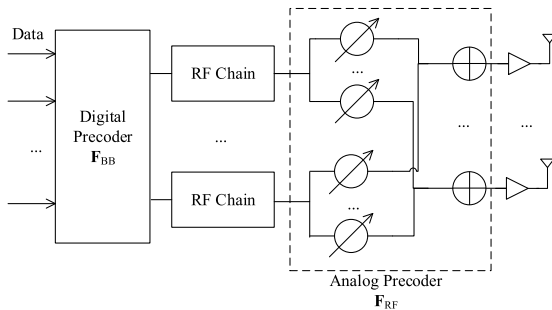 Data
Digital
Precoder
F_BB
...
RF Chain
...
RF Chain
...
...
...
...
Analog Precoder
F_RF